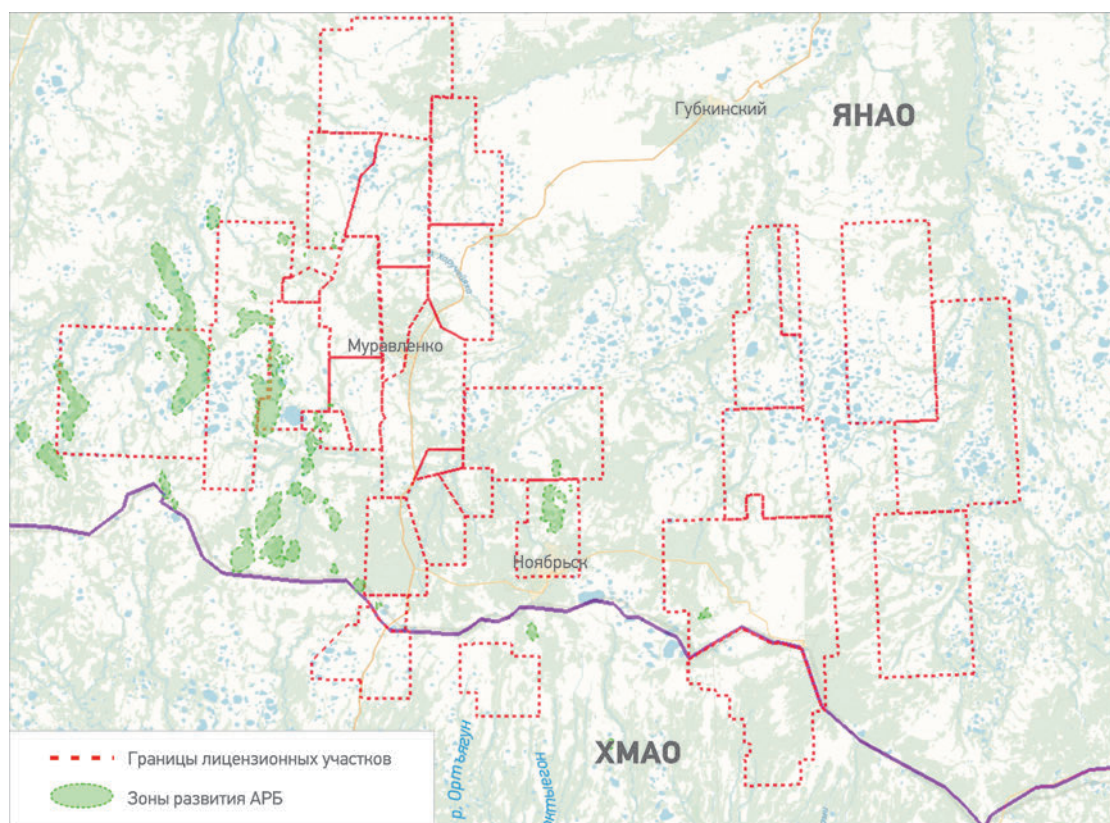 Губкинский
ЯНАО
Муравленко
Ноябрьск
ХМАО
р. Ортъягун
Границы лицензионных участков
Зоны развития АРБ